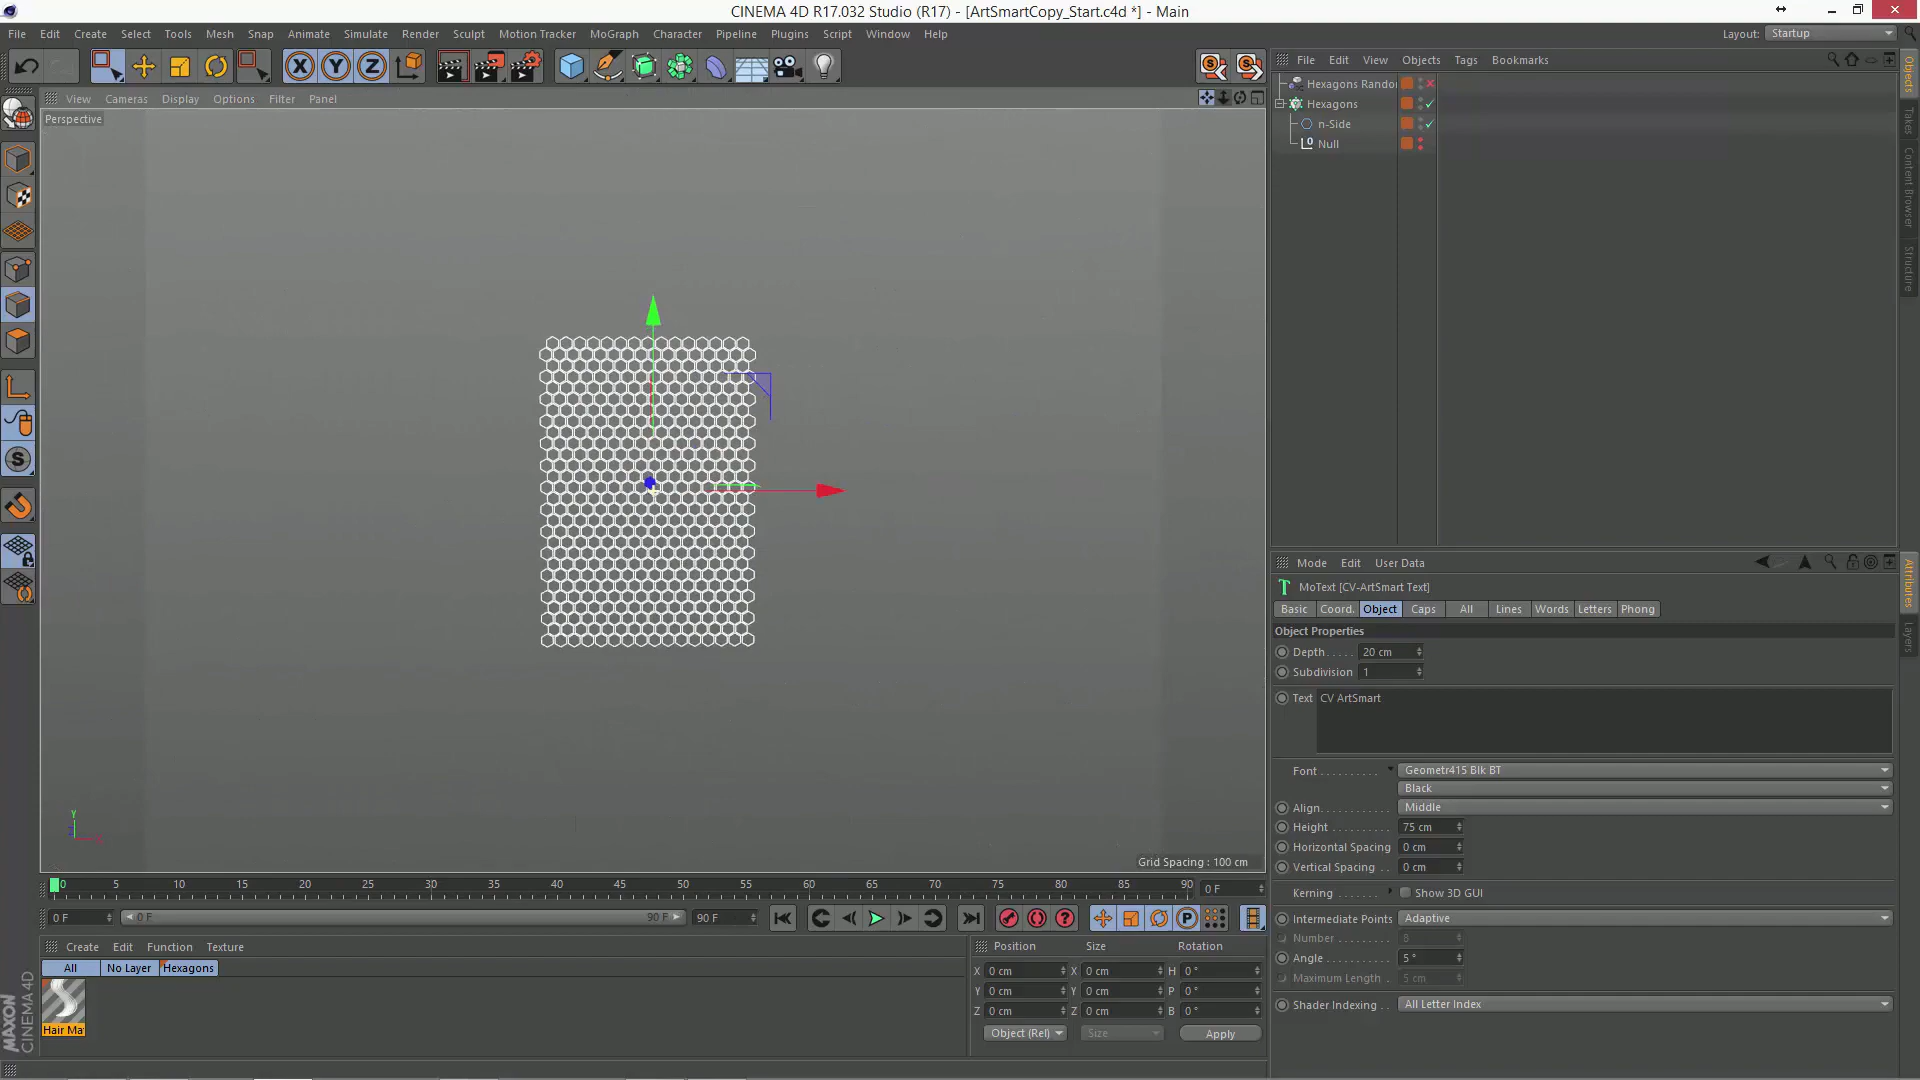 CINEMA 4D R17.032 Studio (R17) - [ArtSmartCopy_Start.c4d *] - Main
File Edit Create Select Tools Mesh Snap Animate Simulate Render Sculpt Motion Tracker MoGraph Character Pipeline Plugins Script Window Help
Layout: Startup
X Y Z
File Edit View Objects Tags Bookmarks
Hexagons Rando
Hexagons
n-Side
Null
View Cameras Display Options Filter Panel
Perspective
Y
Grid Spacing : 100 cm
Objects
Takes
Content Browser
Structure
Attributes
Layers
Mode Edit User Data
MoText [CV-ArtSmart Text]
Basic Coord. Object Caps All Lines Words Letters Phong
Object Properties
Depth 20 cm
Subdivision 1
Text CV ArtSmart
Font Geometr415 Blk BT
Black
Align Middle
Height 75 cm
Horizontal Spacing 0 cm
Vertical Spacing 0 cm
Kerning Show 3D GUI
Intermediate Points Adaptive
Number 8
Angle 5 °
Maximum Length 5 cm
Shader Indexing All Letter Index
0 5 10 15 20 25 30 35 40 45 50 55 60 65 70 75 80 85 90 0 F
0 F 0 F 90 F 90 F
Create Edit Function Texture
All No Layer Hexagons
Hair Ma
Position Size Rotation
X 0 cm X 0 cm H 0 °
Y 0 cm Y 0 cm P 0 °
Z 0 cm Z 0 cm B 0 °
Object (Rel) Size Apply
MAXON
CINEMA 4D